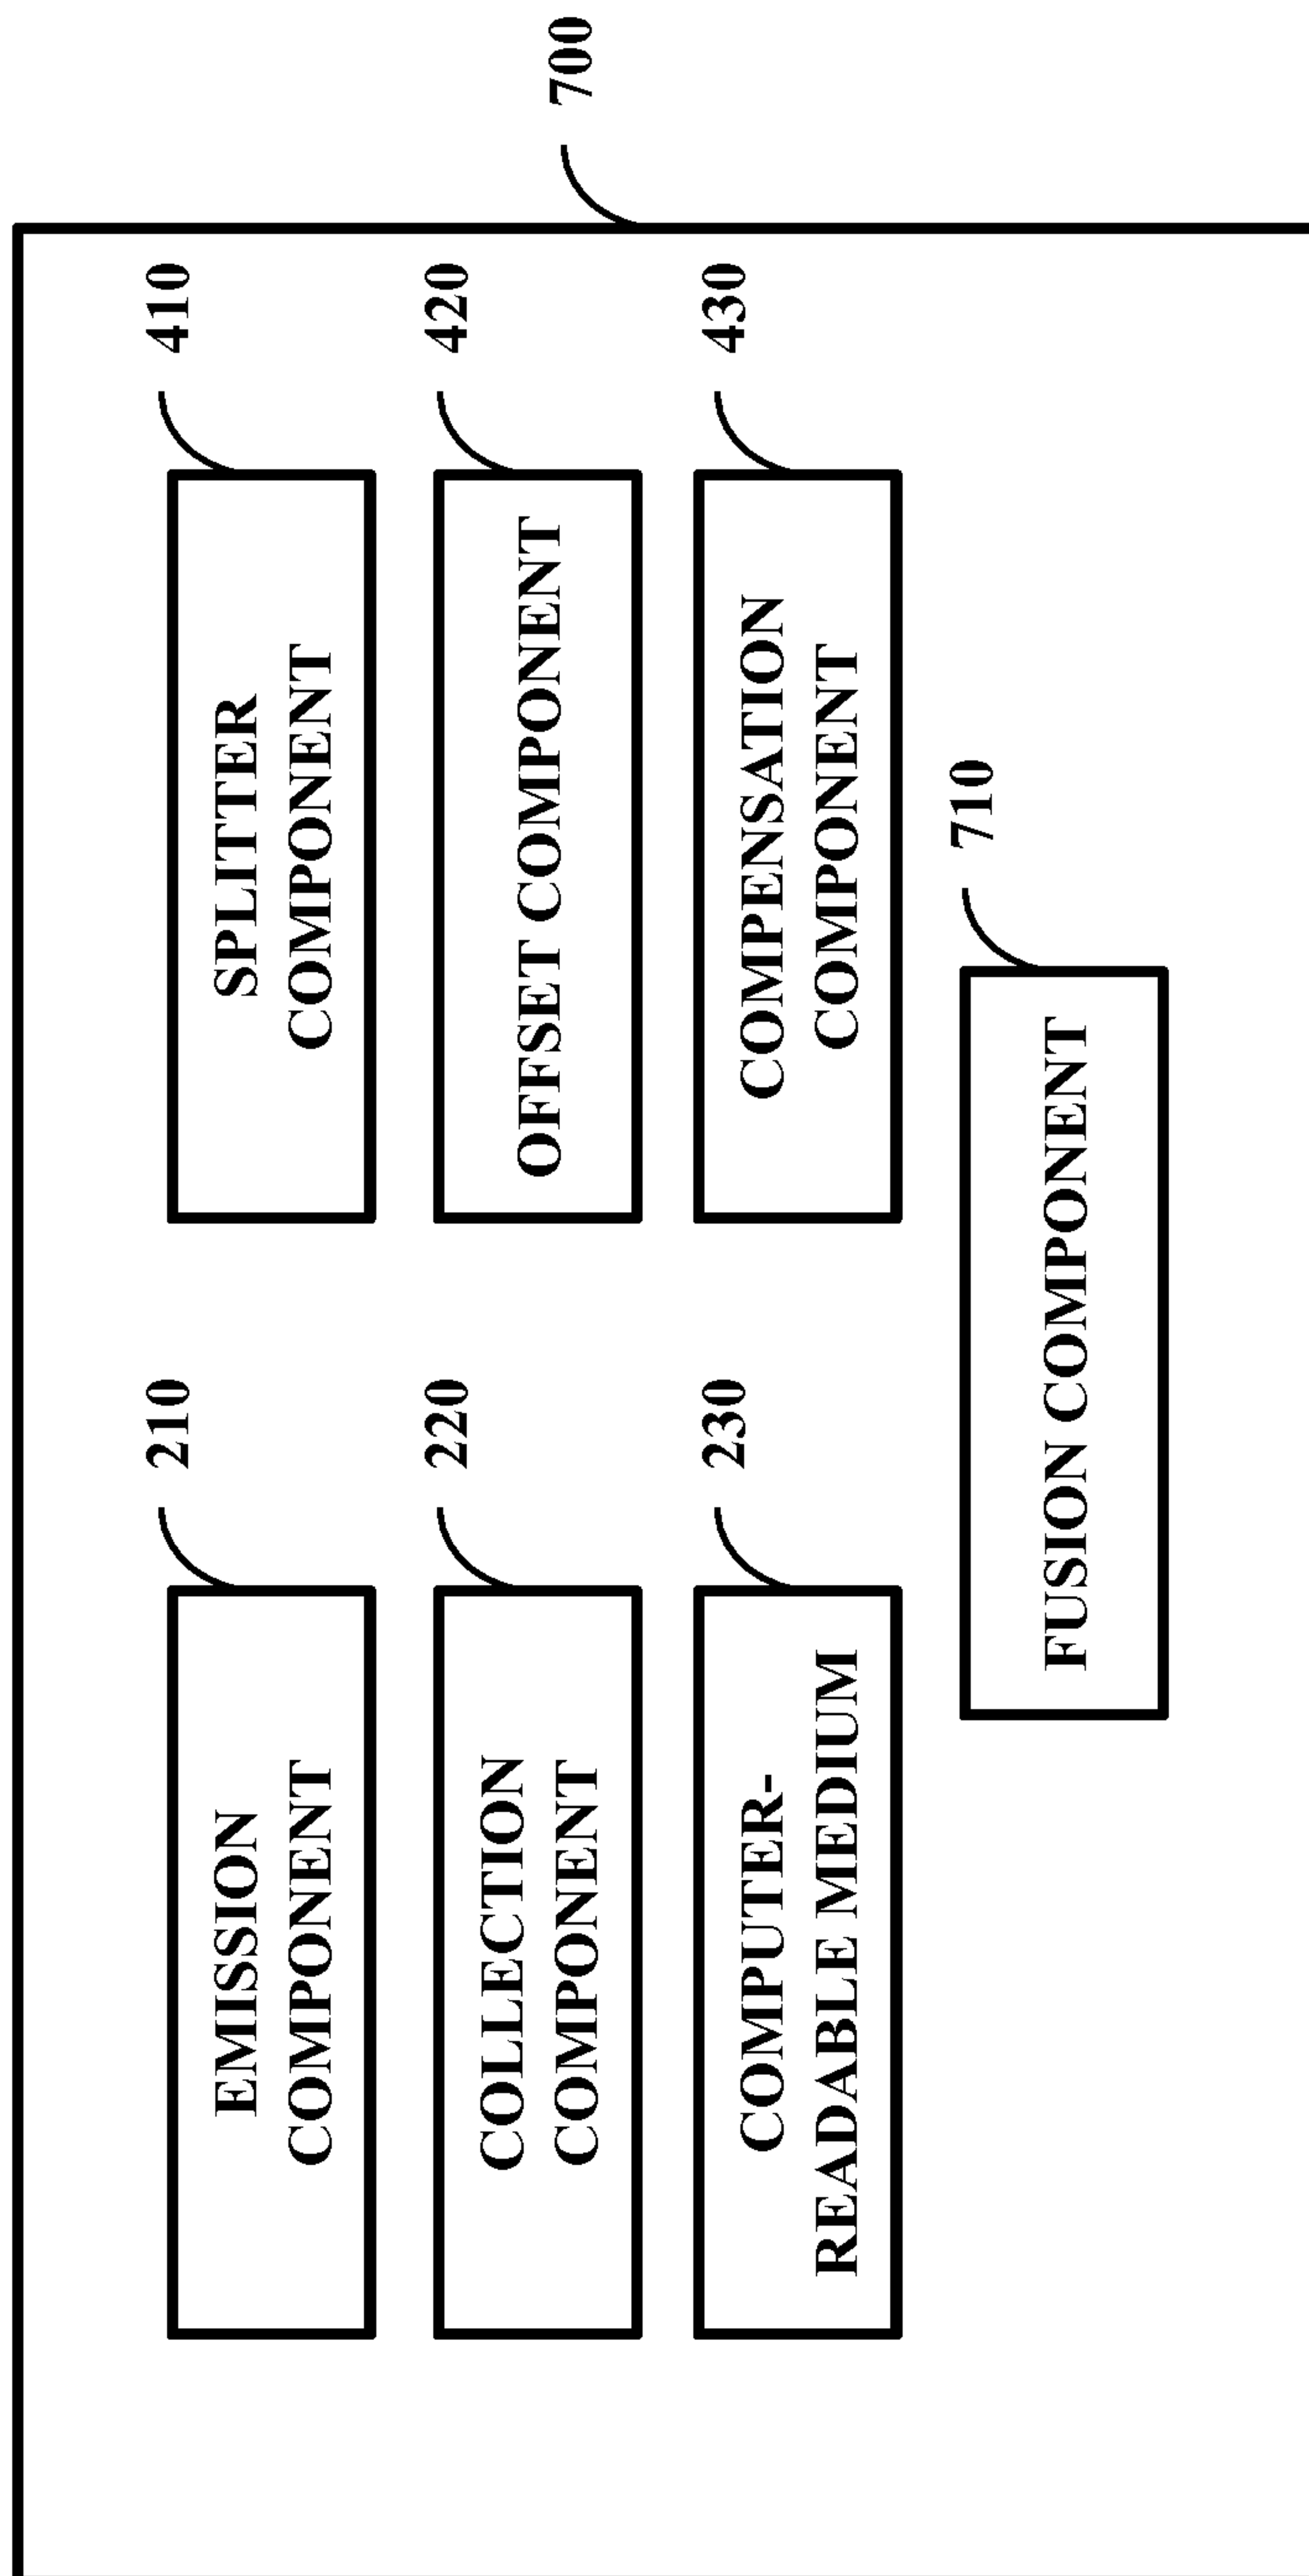 700
210
EMISSION
COMPONENT
410
SPLITTER
COMPONENT
220
COLLECTION
COMPONENT
420
OFFSET COMPONENT
230
COMPUTER-
READABLE MEDIUM
430
COMPENSATION
COMPONENT
710
FUSION COMPONENT